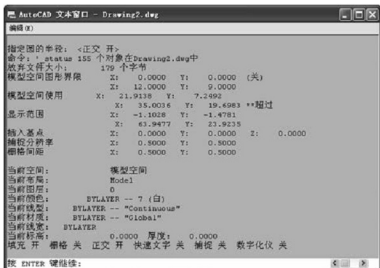 AutoCAD 文本窗口 - Drawing2.dwg
编辑(E)
指定圆的半径: <正交 开>
命令: '_status 155 个对象在Drawing2.dwg中
放弃文件大小: 179 个字节
模型空间图形界限 X: 0.0000 Y: 0.0000 (关)
X: 12.0000 Y: 9.0000
模型空间使用 X: 21.9138 Y: 7.2492
X: 35.0016 Y: 19.6983 **超过
显示范围 X: -1.1028 Y: -1.4781
X: 63.9477 Y: 23.9235
插入基点 X: 0.0000 Y: 0.0000 Z: 0.0000
捕捉分辨率 X: 0.5000 Y: 0.5000
栅格间距 X: 0.5000 Y: 0.5000
当前空间: 模型空间
当前布局: Model
当前图层: 0
当前颜色: BYLAYER -- 7 (白)
当前线型: BYLAYER -- "Continuous"
当前材质: BYLAYER -- "Global"
当前线宽: BYLAYER
当前标高: 0.0000 厚度: 0.0000
填充 开 栅格 关 正交 开 快速文字 关 捕捉 关 数字化仪 关
按 ENTER 键继续: